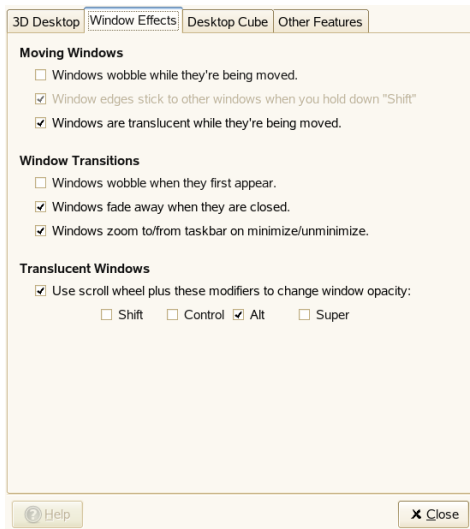 3D Desktop Window Effects Desktop Cube Other Features
Moving Windows
Windows wobble while they're being moved.
Window edges stick to other windows when you hold down "Shift"
Windows are translucent while they're being moved.
Window Transitions
Windows wobble when they first appear.
Windows fade away when they are closed.
Windows zoom to/from taskbar on minimize/unminimize.
Translucent Windows
Use scroll wheel plus these modifiers to change window opacity:
Shift Control Alt Super
Help Close